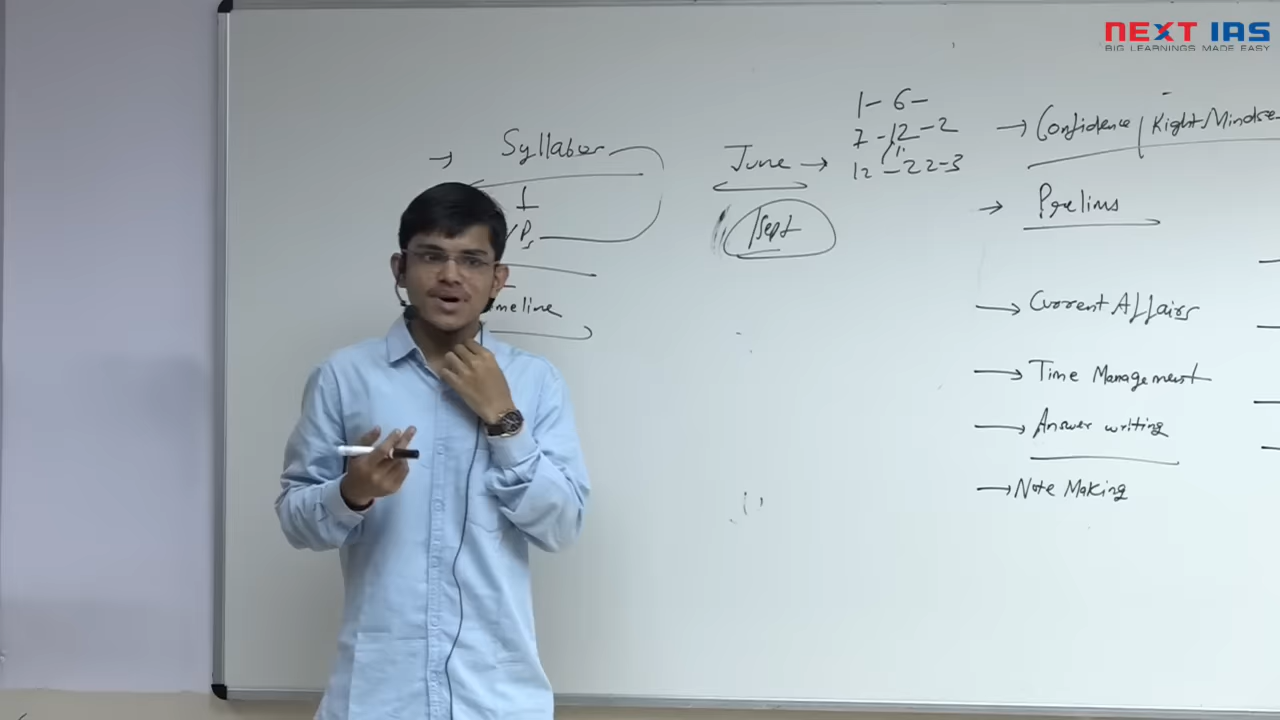 NEXT IAS
BIG LEARNINGS MADE EASY
→ Syllabus
Ps
meline
June →
Sept
1 - 6 -
7 - 12 - 2
12 - 22 - 3
→ Confidence / Right Mindse
→ Prelims
→ Current Affairs
→ Time Management
→ Answer writing
→ Note Making